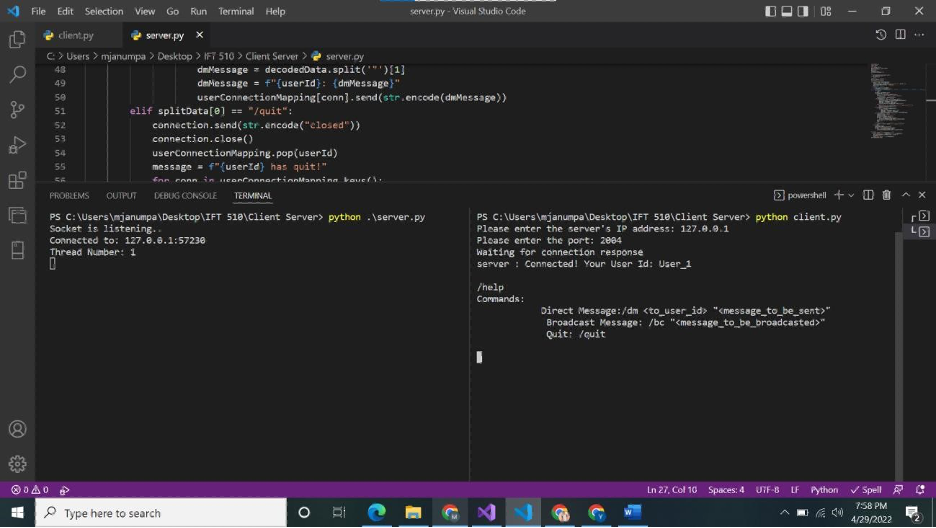 File Edit Selection View Go Run Terminal Help
server.py - Visual Studio Code
client.py
server.py
C: > Users > mjanumpa > Desktop > IFT 510 > Client Server > server.py
48 dmMessage = decodedData.split('"')[1]
49 dmMessage = f"{userId}: {dmMessage}"
50 userConnectionMapping[conn].send(str.encode(dmMessage))
51 elif splitData[0] == "/quit":
52 connection.send(str.encode("closed"))
53 connection.close()
54 userConnectionMapping.pop(userId)
55 message = f"{userId} has quit!"
56 for conn in userConnectionMapping.keys():
PROBLEMS OUTPUT DEBUG CONSOLE TERMINAL
powershell
PS C:\Users\mjanumpa\Desktop\IFT 510\Client Server> python .\server.py
Socket is listening..
Connected to: 127.0.0.1:57230
Thread Number: 1
PS C:\Users\mjanumpa\Desktop\IFT 510\Client Server> python client.py
Please enter the server's IP address: 127.0.0.1
Please enter the port: 2004
Waiting for connection response
server : Connected! Your User Id: User_1
/help
Commands:
Direct Message:/dm <to_user_id> "<message_to_be_sent>"
Broadcast Message: /bc "<message_to_be_broadcasted>"
Quit: /quit
0 0
Ln 27, Col 10 Spaces: 4 UTF-8 LF Python Spell
Type here to search
7:58 PM
4/29/2022
2